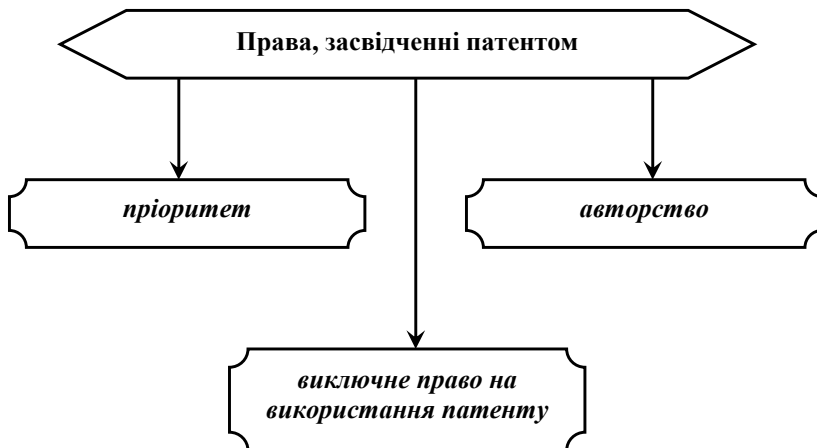 Права, засвідченні патентом
пріоритет
авторство
виключне право на
використання патенту